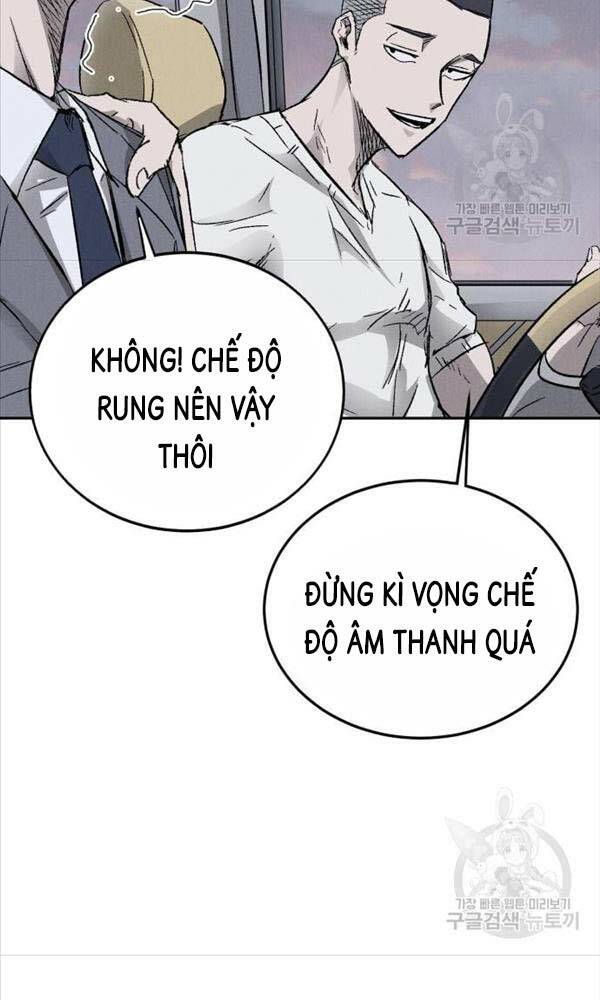 가장 빠른 웹툰 미리보기
구글검색 뉴토끼
KHÔNG! CHẾ ĐỘ
RUNG NÊN VẬY
THÔI
ĐỪNG KÌ VỌNG CHẾ
ĐỘ ÂM THANH QUÁ
가장 빠른 웹툰 미리보기
구글검색 뉴토끼